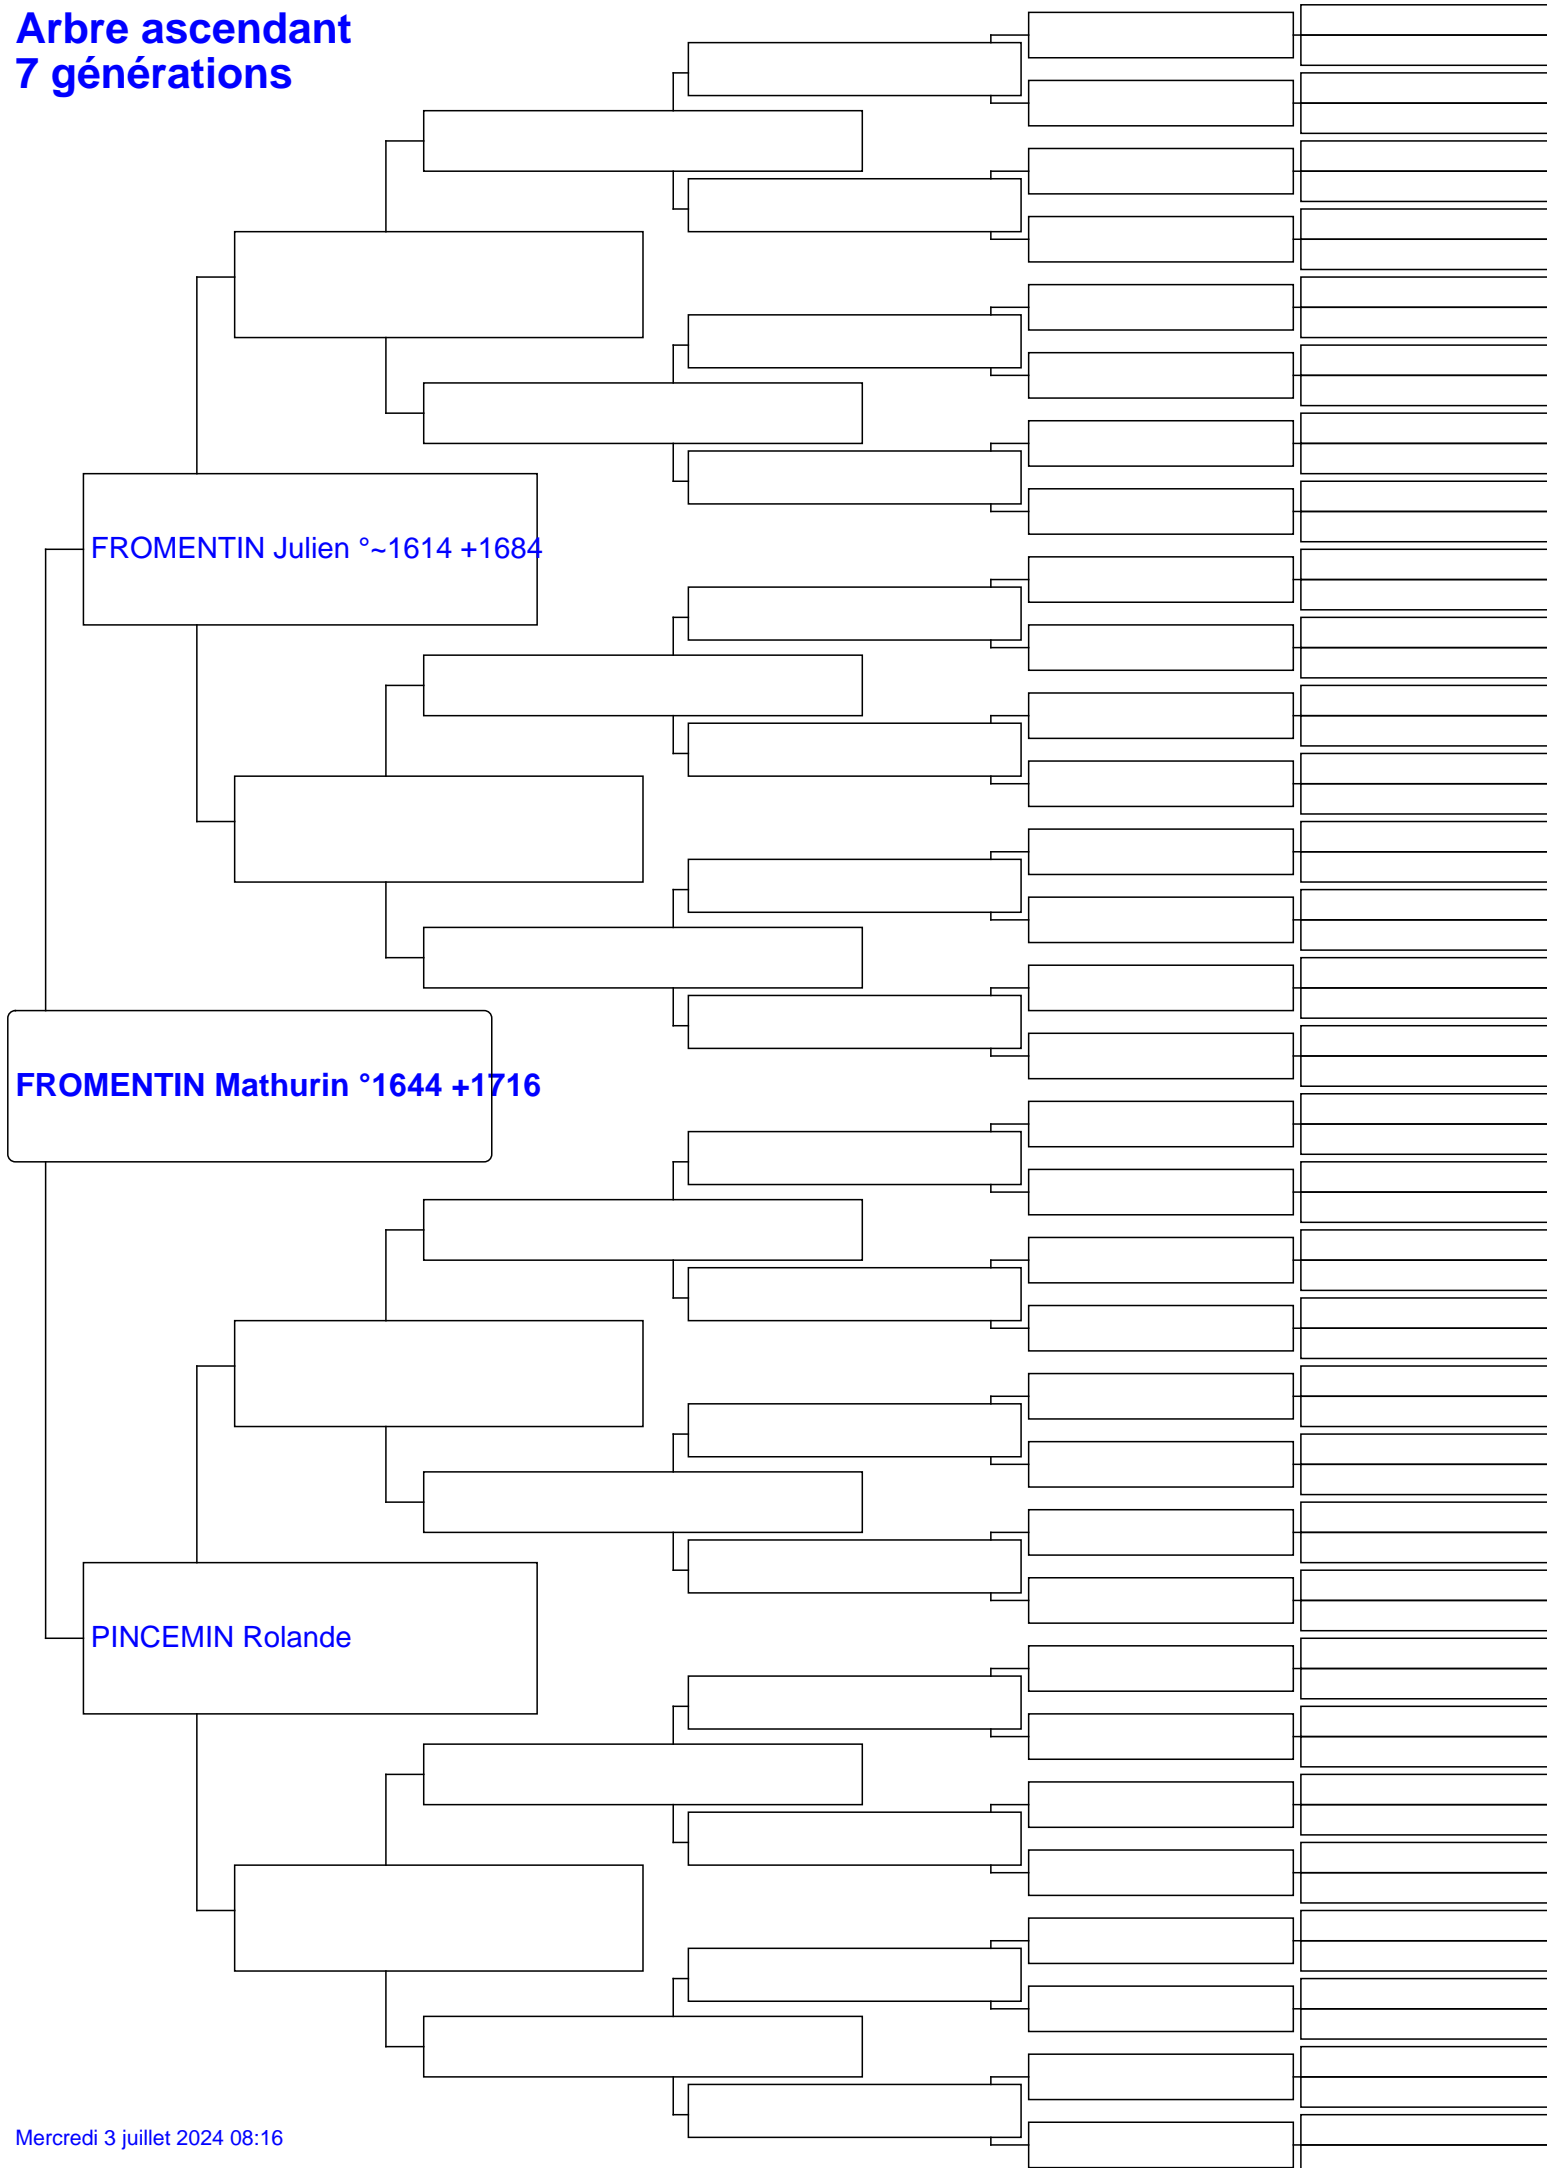 Arbre ascendant
7 générations
FROMENTIN Julien °~1614 +1684
FROMENTIN Mathurin °1644 +1716
PINCEMIN Rolande
Mercredi 3 juillet 2024 08:16